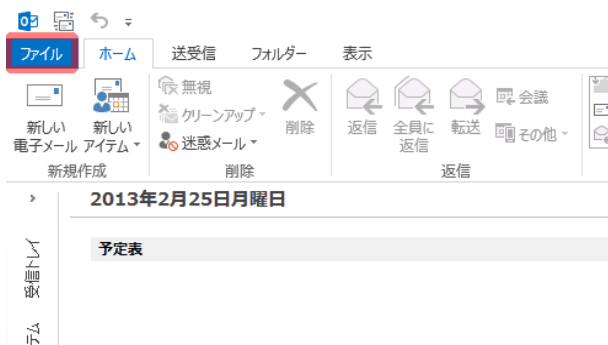 ファイル ホーム 送受信 フォルダー 表示
新しい 電子メール
新しい アイテム
新規作成
無視
クリーンアップ
迷惑メール
削除
削除
返信
全員に 返信
転送
会議
その他
返信
2013年2月25日月曜日
予定表
受信トレイ